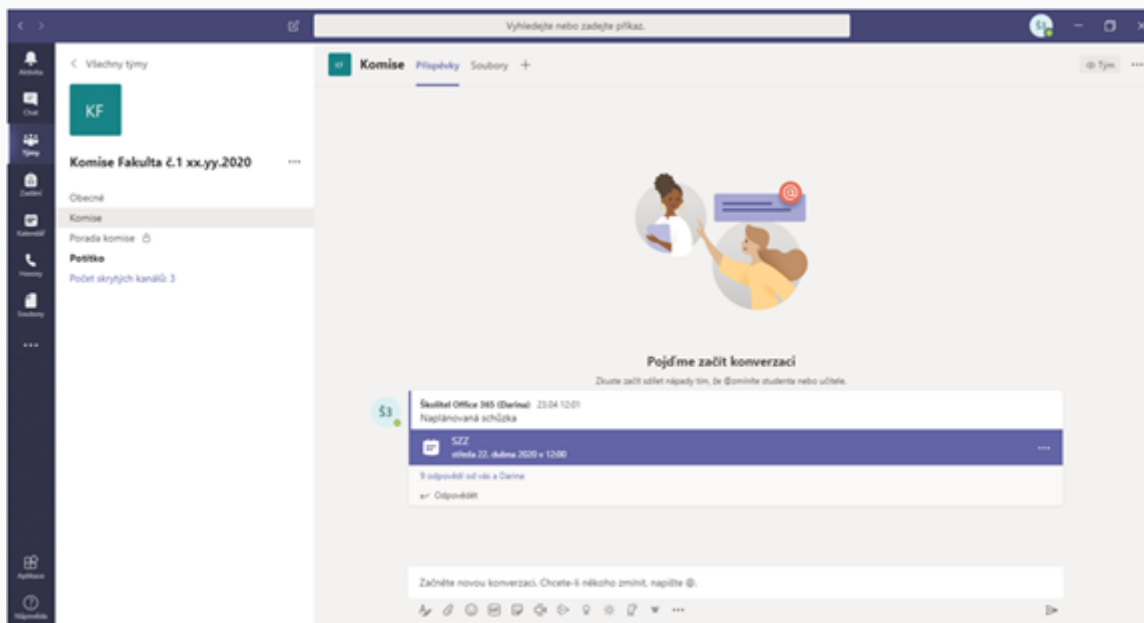 Vyhledejte nebo zadejte příkaz.
Š3
Aktivita
Chat
Týmy
Zadání
Kalendář
Hovory
Soubory
Aplikace
Nápověda
Všechny týmy
KF
Komise Fakulta č.1 xx.yy.2020
Obecné
Komise
Porada komise
Potítko
Počet skrytých kanálů: 3
KF
Komise
Příspěvky
Soubory
Tým
@
Pojďme začít konverzaci
Zkuste začít sdílet nápady tím, že @zmíníte studenta nebo učitele.
Š3
Školitel Office 365 (Darina) 23.04 12:01
Naplánovaná schůzka
SZZ
středa 22. dubna 2020 v 12:00
9 odpovědí od vás a Darina
Odpovědět
Začněte novou konverzaci. Chcete-li někoho zmínit, napište @.